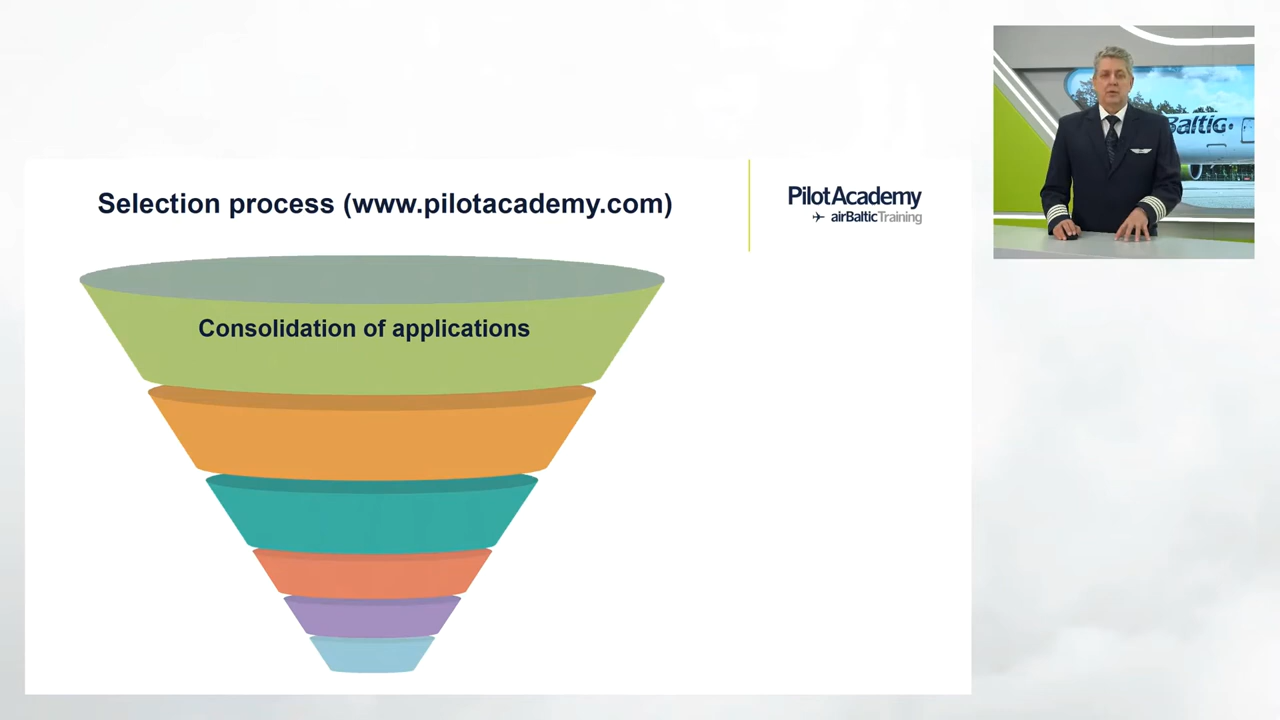 Selection process (www.pilotacademy.com)
PilotAcademy
airBalticTraining
Consolidation of applications
Baltic